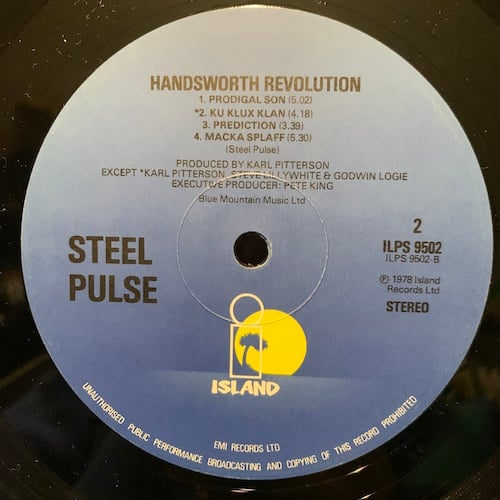 HANDSWORTH REVOLUTION
1. PRODIGAL SON (5.02)
*2. KU KLUX KLAN (4.18)
3. PREDICTION (3.39)
4. MACKA SPLAFF (5.30)
(Steel Pulse)
PRODUCED BY KARL PITTERSON
EXCEPT *KARL PITTERSON, STEVE LILLYWHITE & GODWIN LOGIE
EXECUTIVE PRODUCER: PETE KING
Blue Mountain Music Ltd
STEEL
PULSE
2
ILPS 9502
ILPS 9502-B
℗ 1978 Island
Records Ltd
STEREO
ISLAND
EMI RECORDS LTD
UNAUTHORISED PUBLIC PERFORMANCE BROADCASTING AND COPYING OF THIS RECORD PROHIBITED